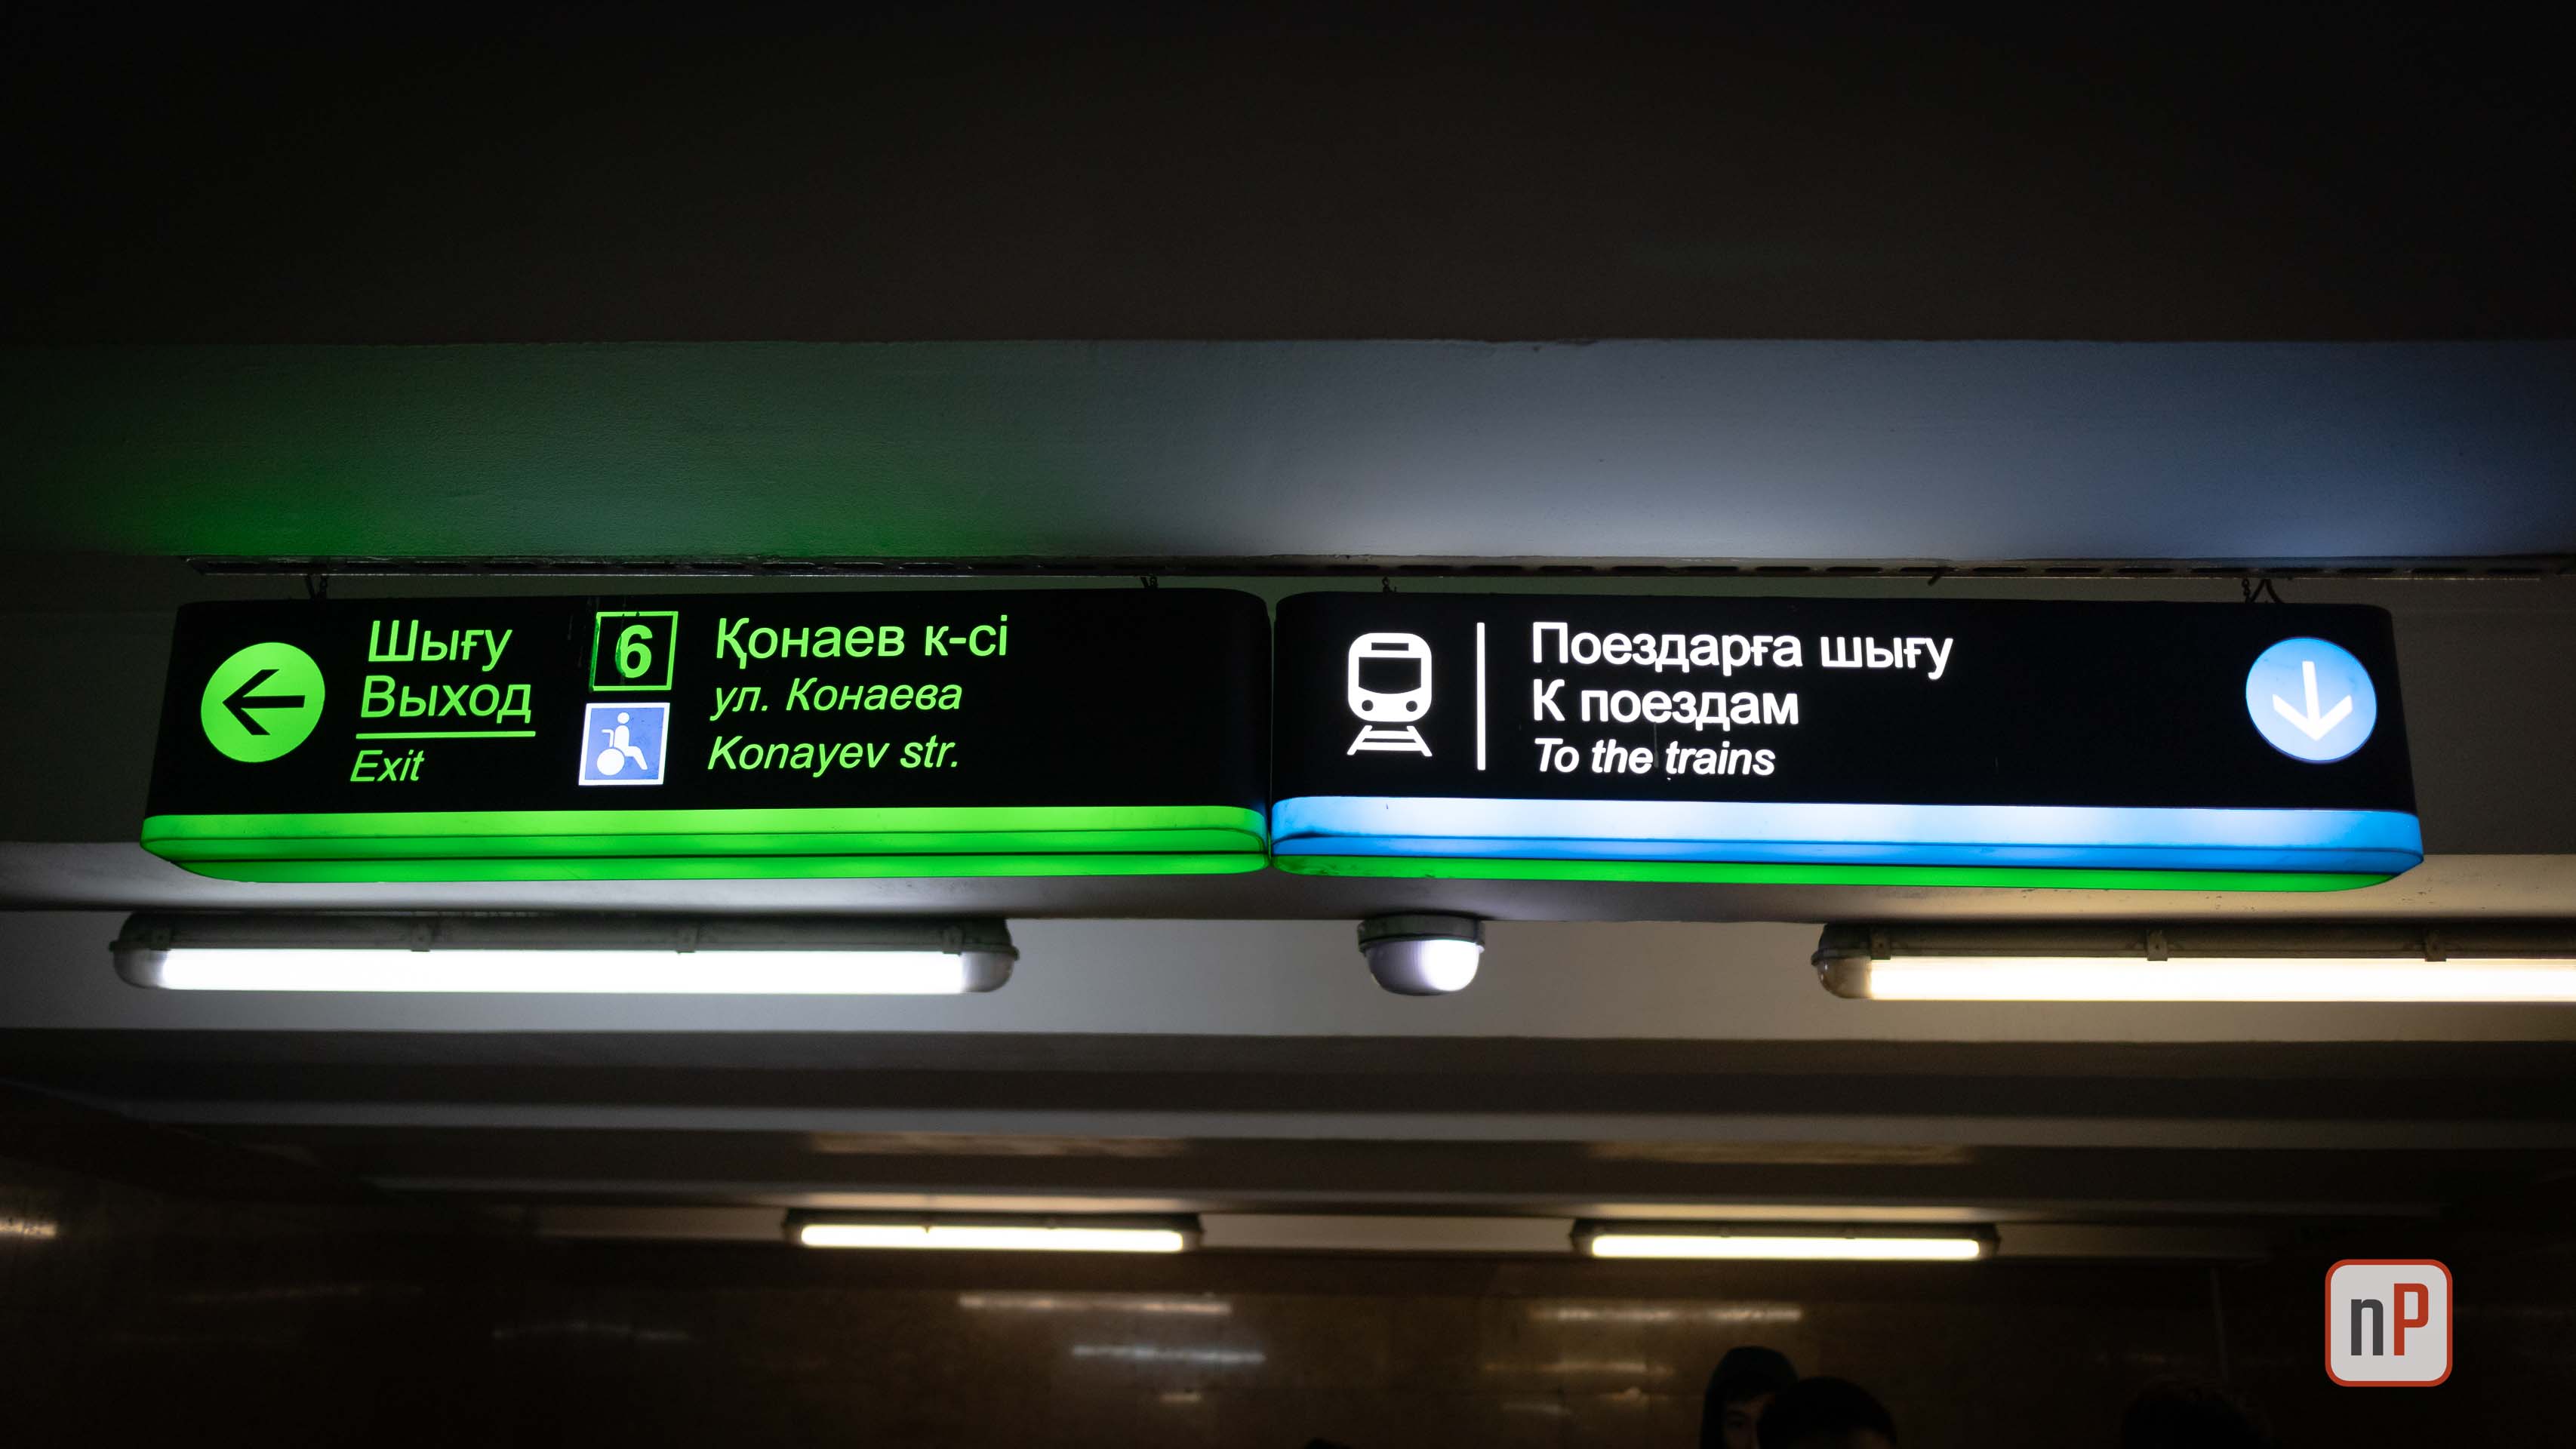 Шығу
Выход
Exit
6
Қонаев к-сі
ул. Конаева
Konayev str.
Поездарға шығу
К поездам
To the trains
nP